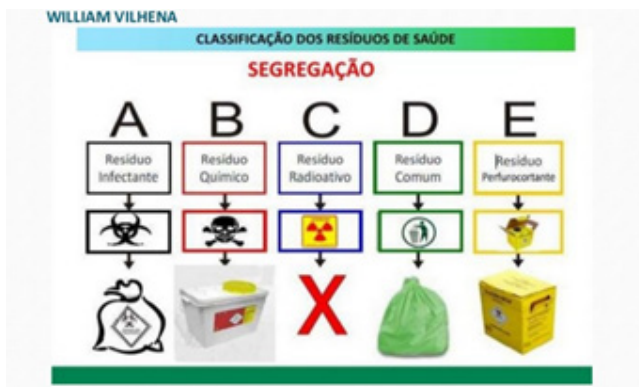 WILLIAM VILHENA
CLASSIFICAÇÃO DOS RESÍDUOS DE SAÚDE
SEGREGAÇÃO
A B C D E
Resíduo Infectante
Resíduo Químico
Resíduo Radioativo
Resíduo Comum
Resíduo Perfurocortante